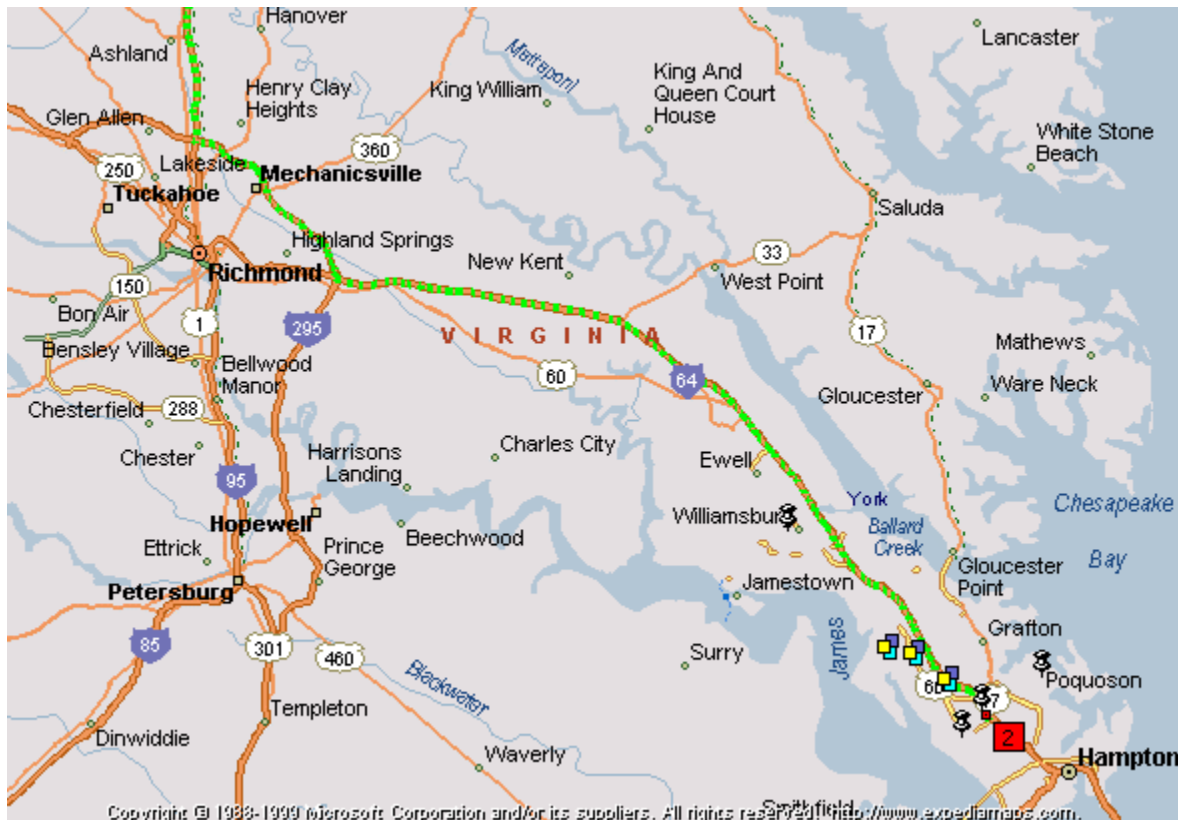 Hanover
Ashland
Lancaster
Mattaponi
King And
Queen Court
House
Henry Clay
Heights
King William
Glen Allen
White Stone
Beach
360
250
Lakeside
Mechanicsville
Tuckahoe
Saluda
Highland Springs
33
New Kent
West Point
Richmond
150
Bon Air
1
295
VIRGINIA
17
Mathews
Bensley Village
Bellwood
Manor
60
64
Gloucester
Ware Neck
Chesterfield
288
Chester
Harrisons
Landing
Charles City
Ewell
95
York
Chesapeake
Bay
Hopewell
Williamsburg
Ballard
Creek
Beechwood
Ettrick
Prince
George
Gloucester
Point
Petersburg
Jamestown
85
301
460
Surry
James
Grafton
Poquoson
Blackwater
60
Templeton
Dinwiddie
Waverly
2
Hampton
Smithfield
Copyright © 1988-1999 Microsoft Corporation and/or its suppliers. All rights reserved. http://www.expediamaps.com.